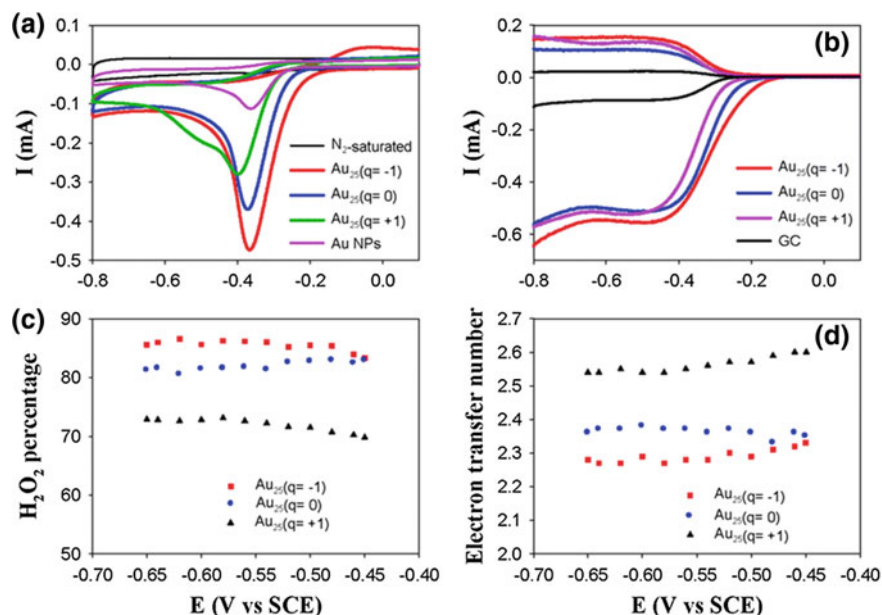 (a)
I (mA)
0.1
0.0
-0.1
-0.2
-0.3
-0.4
-0.5
-0.8 -0.6 -0.4 -0.2 0.0
N2-saturated
Au25(q= -1)
Au25(q= 0)
Au25(q= +1)
Au NPs
(b)
I (mA)
0.2
0.0
-0.2
-0.4
-0.6
-0.8 -0.6 -0.4 -0.2 0.0
Au25(q= -1)
Au25(q= 0)
Au25(q= +1)
GC
(c)
H2O2 percentage
90
80
70
60
50
-0.70 -0.65 -0.60 -0.55 -0.50 -0.45 -0.40
Au25(q= -1)
Au25(q= 0)
Au25(q= +1)
E (V vs SCE)
(d)
Electron transfer number
2.7
2.6
2.5
2.4
2.3
2.2
2.1
2.0
-0.70 -0.65 -0.60 -0.55 -0.50 -0.45 -0.40
Au25(q= -1)
Au25(q= 0)
Au25(q= +1)
E (V vs SCE)